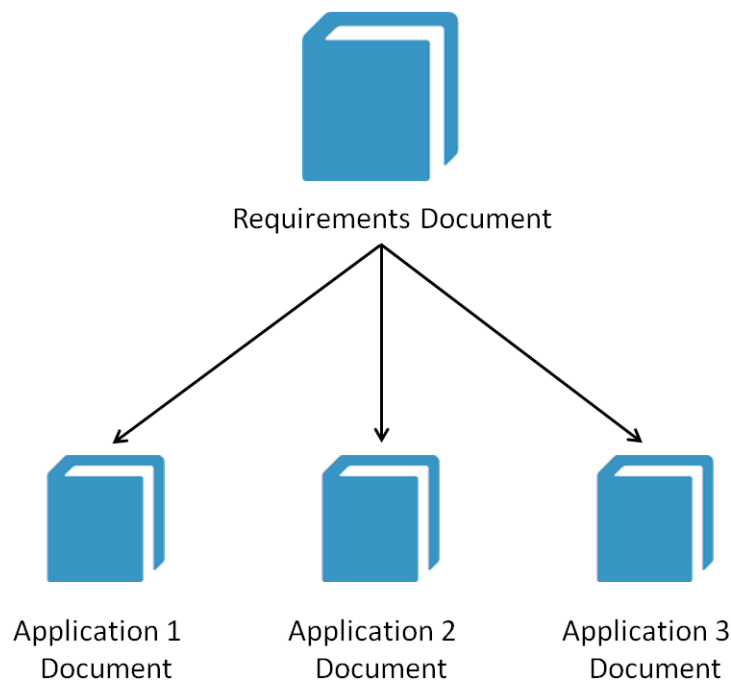 Requirements Document
Application 1
Document
Application 2
Document
Application 3
Document